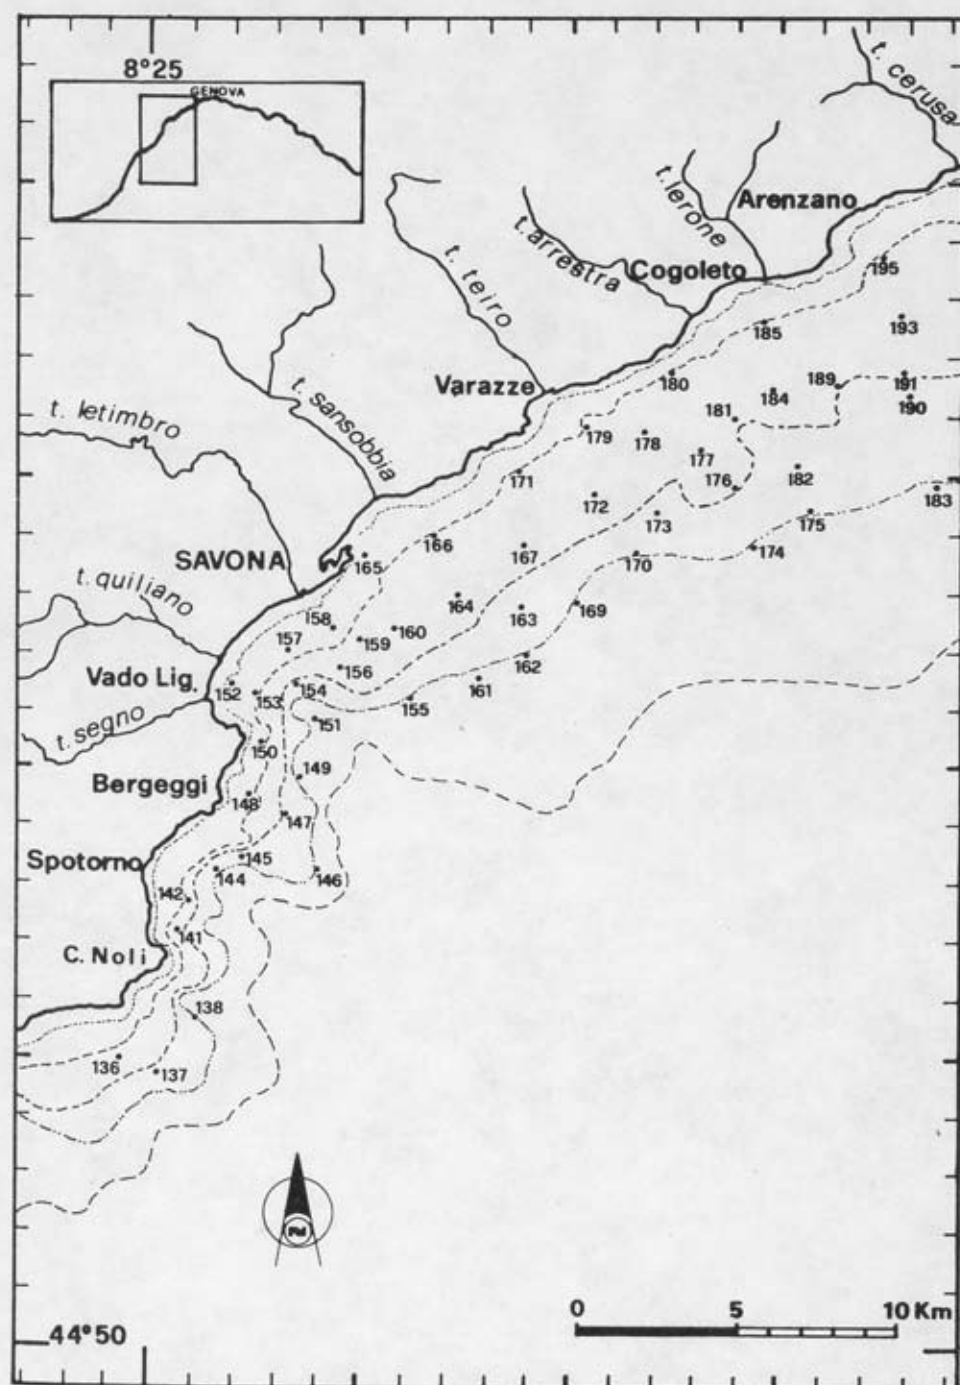 8°25
GENOVA
t. cerusa
t. lerone
Arenzano
t. arrestra
Cogoleto
t. teiro
195
193
185
Varazze
180
189
191
184
190
t. sansobbia
t. letimbro
181
179
178
177
171
176
182
183
172
173
175
SAVONA
166
167
174
165
170
t. quiliano
164
163
169
158
157
160
159
162
Vado Lig.
156
152
154
153
161
155
t. segno
151
150
149
Bergeggi
148
147
Spotorno
145
144
146
142
141
C. Noli
138
136
137
N
0 5 10 Km
44°50